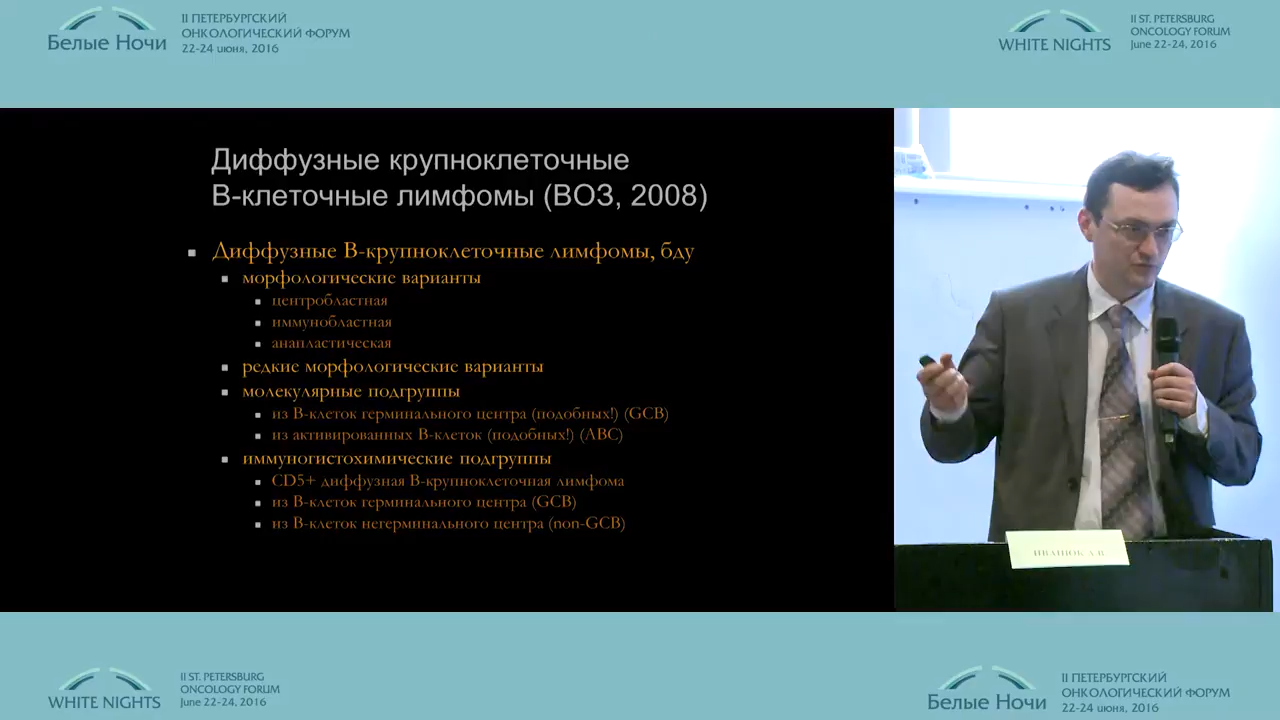 Белые Ночи
II ПЕТЕРБУРГСКИЙ
ОНКОЛОГИЧЕСКИЙ ФОРУМ
22-24 июня, 2016
WHITE NIGHTS
II ST. PETERSBURG
ONCOLOGY FORUM
June 22-24, 2016
Диффузные крупноклеточные
В-клеточные лимфомы (ВОЗ, 2008)
Диффузные В-крупноклеточные лимфомы, бду
морфологические варианты
центробластная
иммунобластная
анапластическая
редкие морфологические варианты
молекулярные подгруппы
из В-клеток герминального центра (подобных!) (GCB)
из активированных В-клеток (подобных!) (ABC)
иммуногистохимические подгруппы
CD5+ диффузная В-крупноклеточная лимфома
из В-клеток герминального центра (GCB)
из В-клеток негерминального центра (non-GCB)
ИВАНЮК А.В.
WHITE NIGHTS
II ST. PETERSBURG
ONCOLOGY FORUM
June 22-24, 2016
Белые Ночи
II ПЕТЕРБУРГСКИЙ
ОНКОЛОГИЧЕСКИЙ ФОРУМ
22-24 июня, 2016